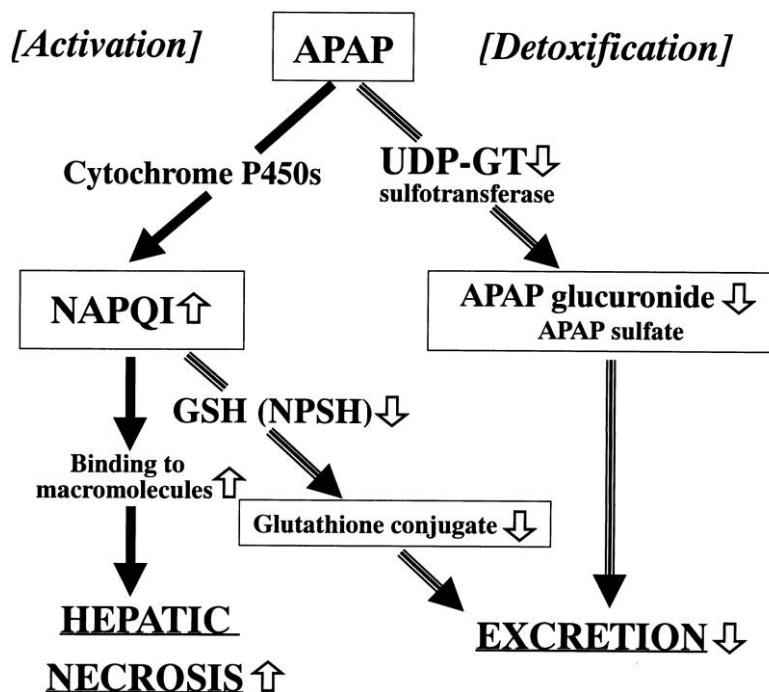 [Activation]
APAP
[Detoxification]
Cytochrome P450s
UDP-GT⇩
sulfotransferase
NAPQI⇧
APAP glucuronide⇩
APAP sulfate
GSH (NPSH)⇩
Binding to
macromolecules⇧
Glutathione conjugate⇩
HEPATIC
NECROSIS⇧
EXCRETION⇩